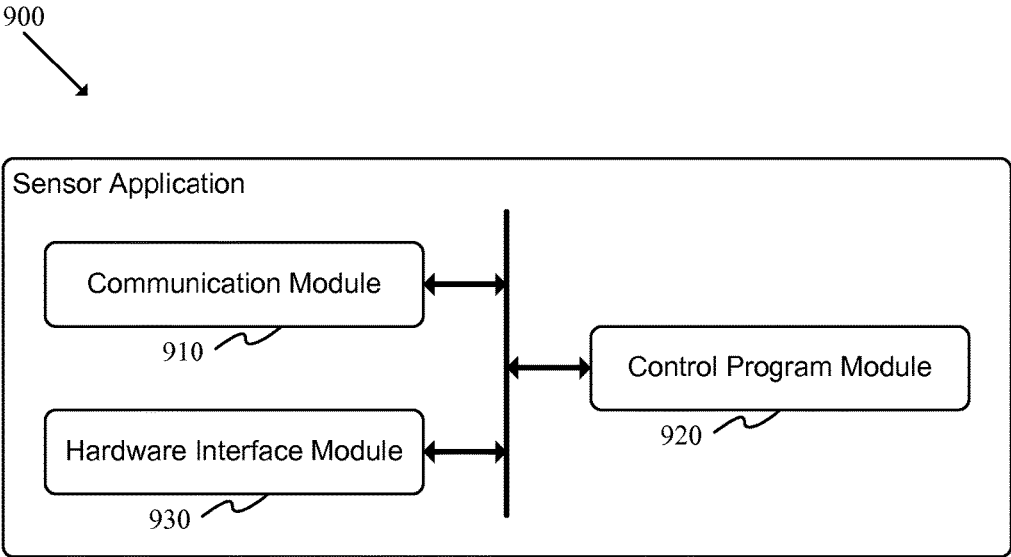 900
Sensor Application
Communication Module
910
Control Program Module
920
Hardware Interface Module
930